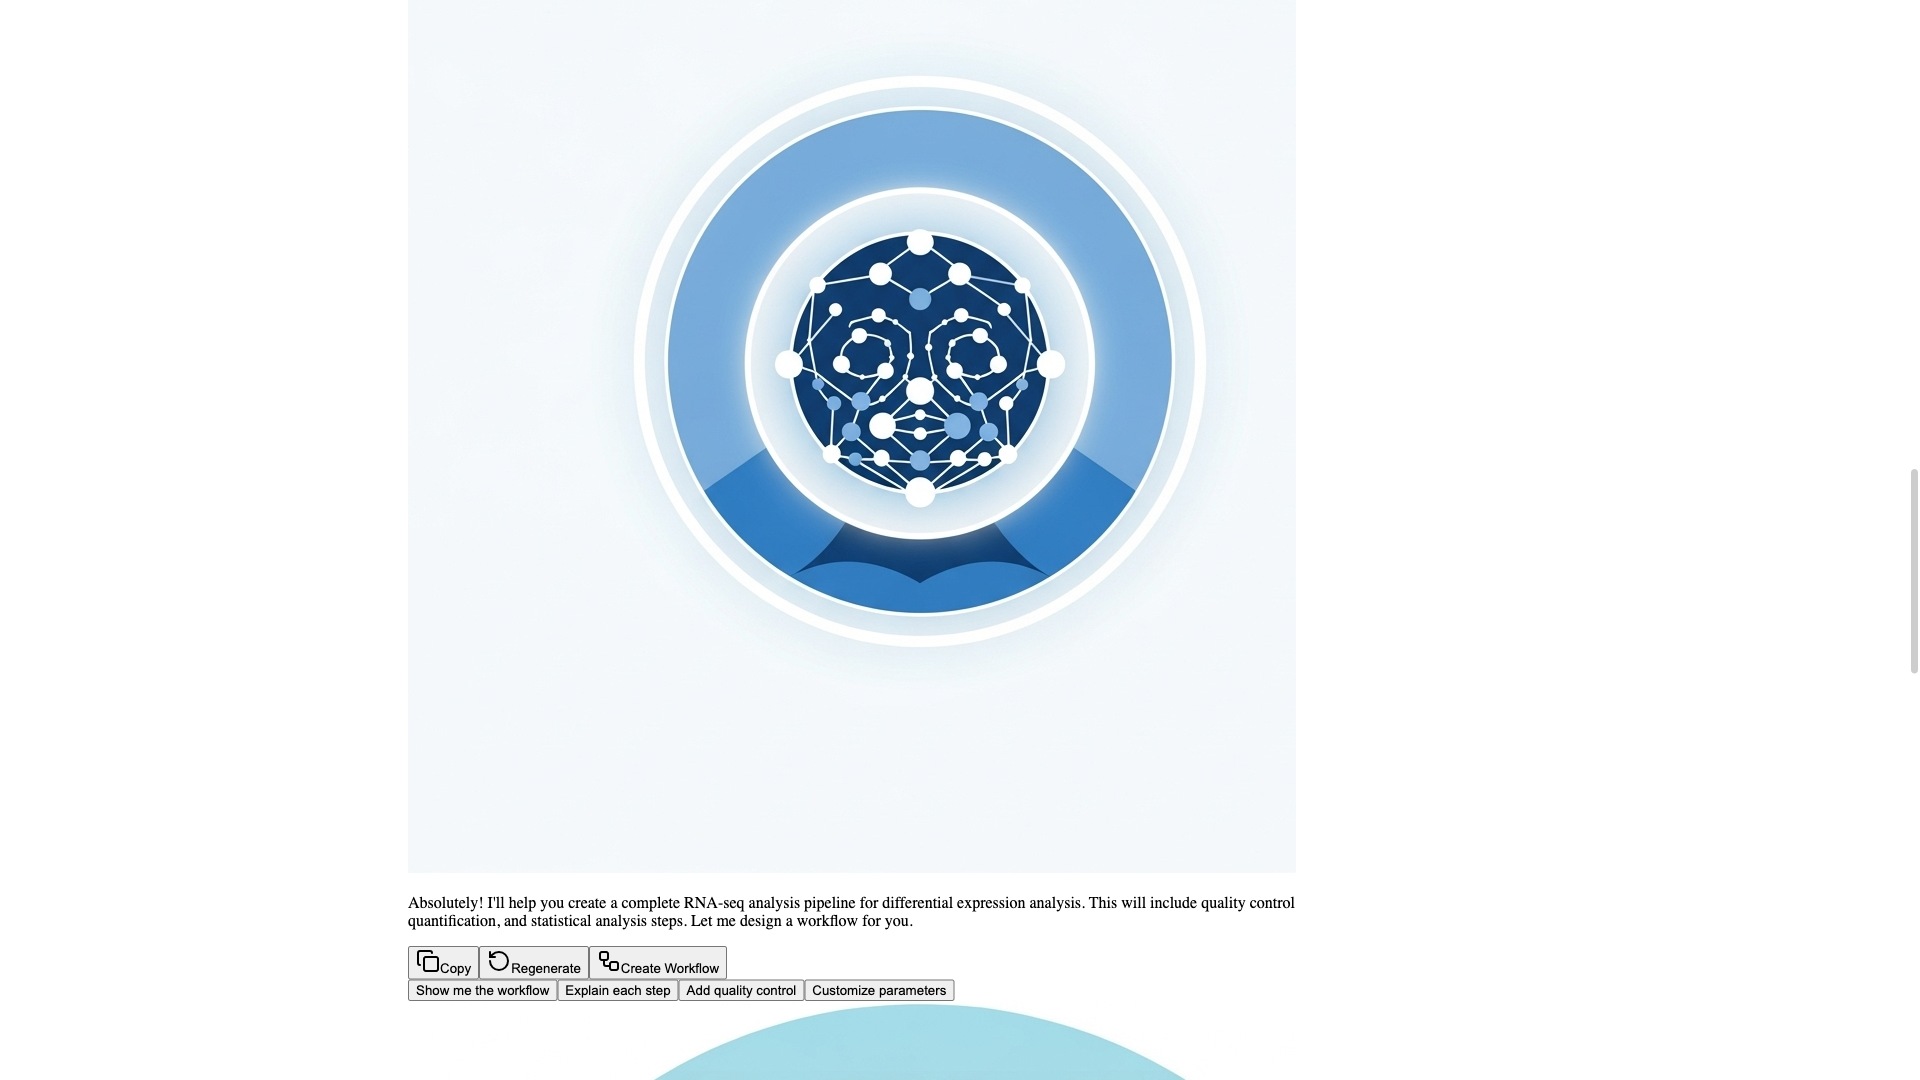 Absolutely! I'll help you create a complete RNA-seq analysis pipeline for differential expression analysis. This will include quality control
quantification, and statistical analysis steps. Let me design a workflow for you.
Copy Regenerate Create Workflow
Show me the workflow Explain each step Add quality control Customize parameters